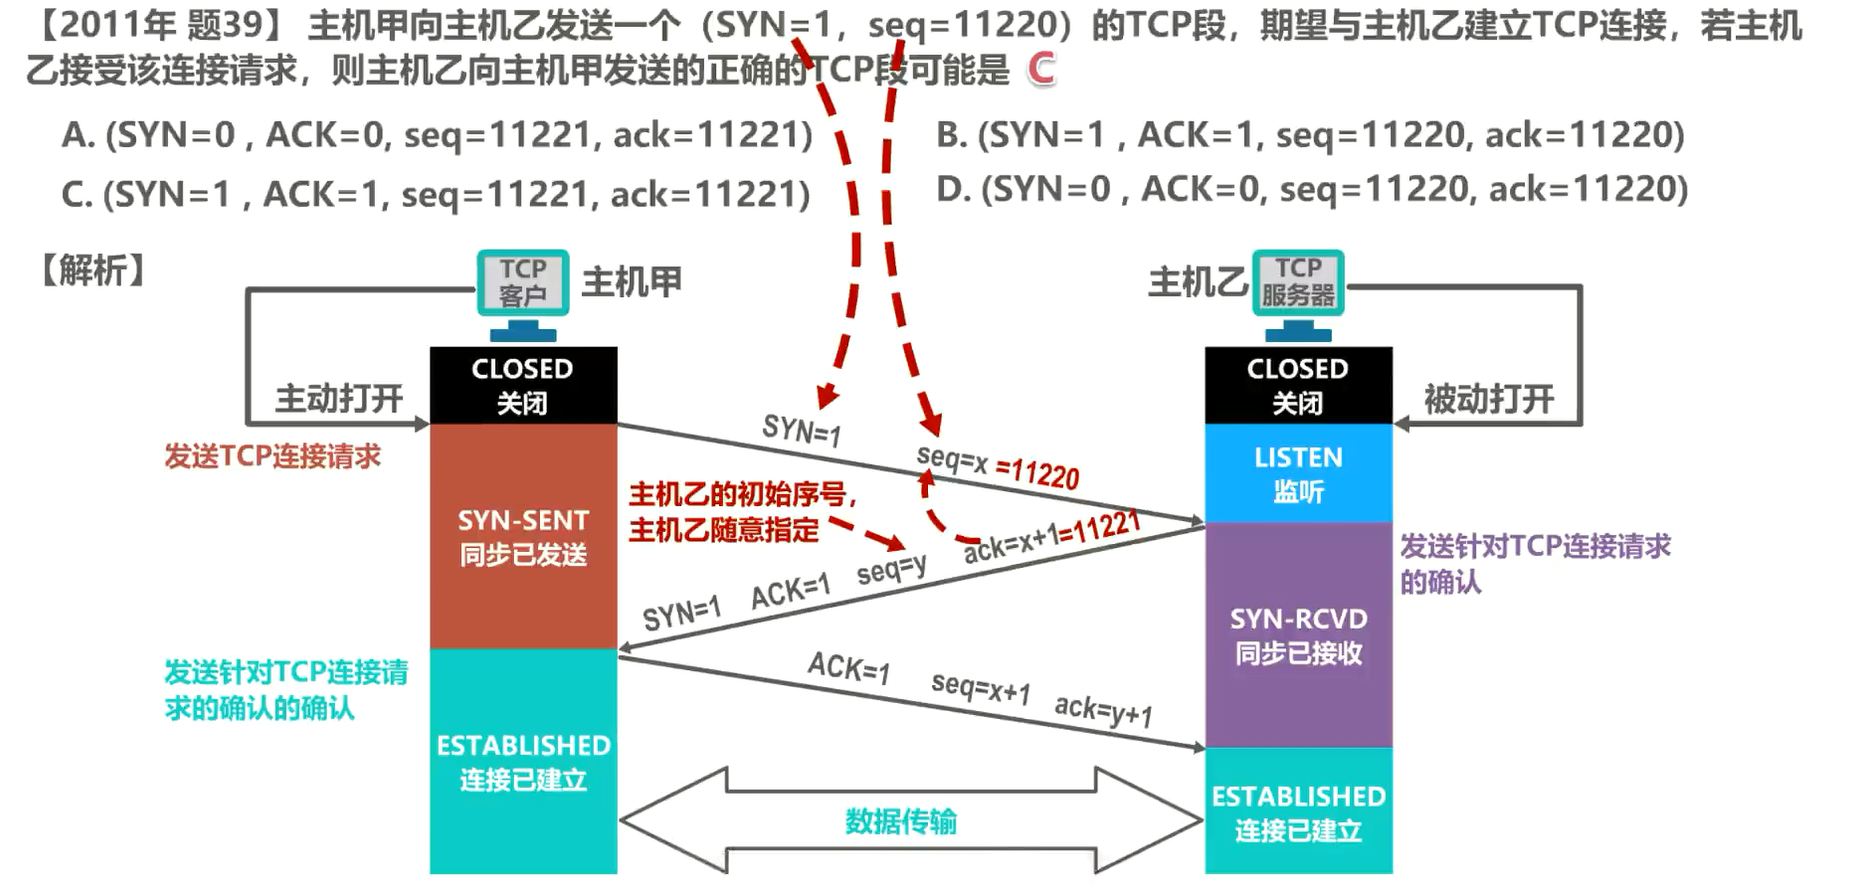 【2011年 题39】 主机甲向主机乙发送一个（SYN=1，seq=11220）的TCP段，期望与主机乙建立TCP连接，若主机
乙接受该连接请求，则主机乙向主机甲发送的正确的TCP段可能是 C
A. (SYN=0 , ACK=0, seq=11221, ack=11221)
B. (SYN=1 , ACK=1, seq=11220, ack=11220)
C. (SYN=1 , ACK=1, seq=11221, ack=11221)
D. (SYN=0 , ACK=0, seq=11220, ack=11220)
【解析】
TCP
客户
主机甲
主机乙
TCP
服务器
CLOSED
关闭
CLOSED
关闭
主动打开
被动打开
发送TCP连接请求
SYN=1
seq=x =11220
LISTEN
监听
SYN-SENT
同步已发送
主机乙的初始序号，
主机乙随意指定
SYN=1 ACK=1 seq=y ack=x+1=11221
发送针对TCP连接请求
的确认
SYN-RCVD
同步已接收
发送针对TCP连接请
求的确认的确认
ACK=1 seq=x+1 ack=y+1
ESTABLISHED
连接已建立
数据传输
ESTABLISHED
连接已建立